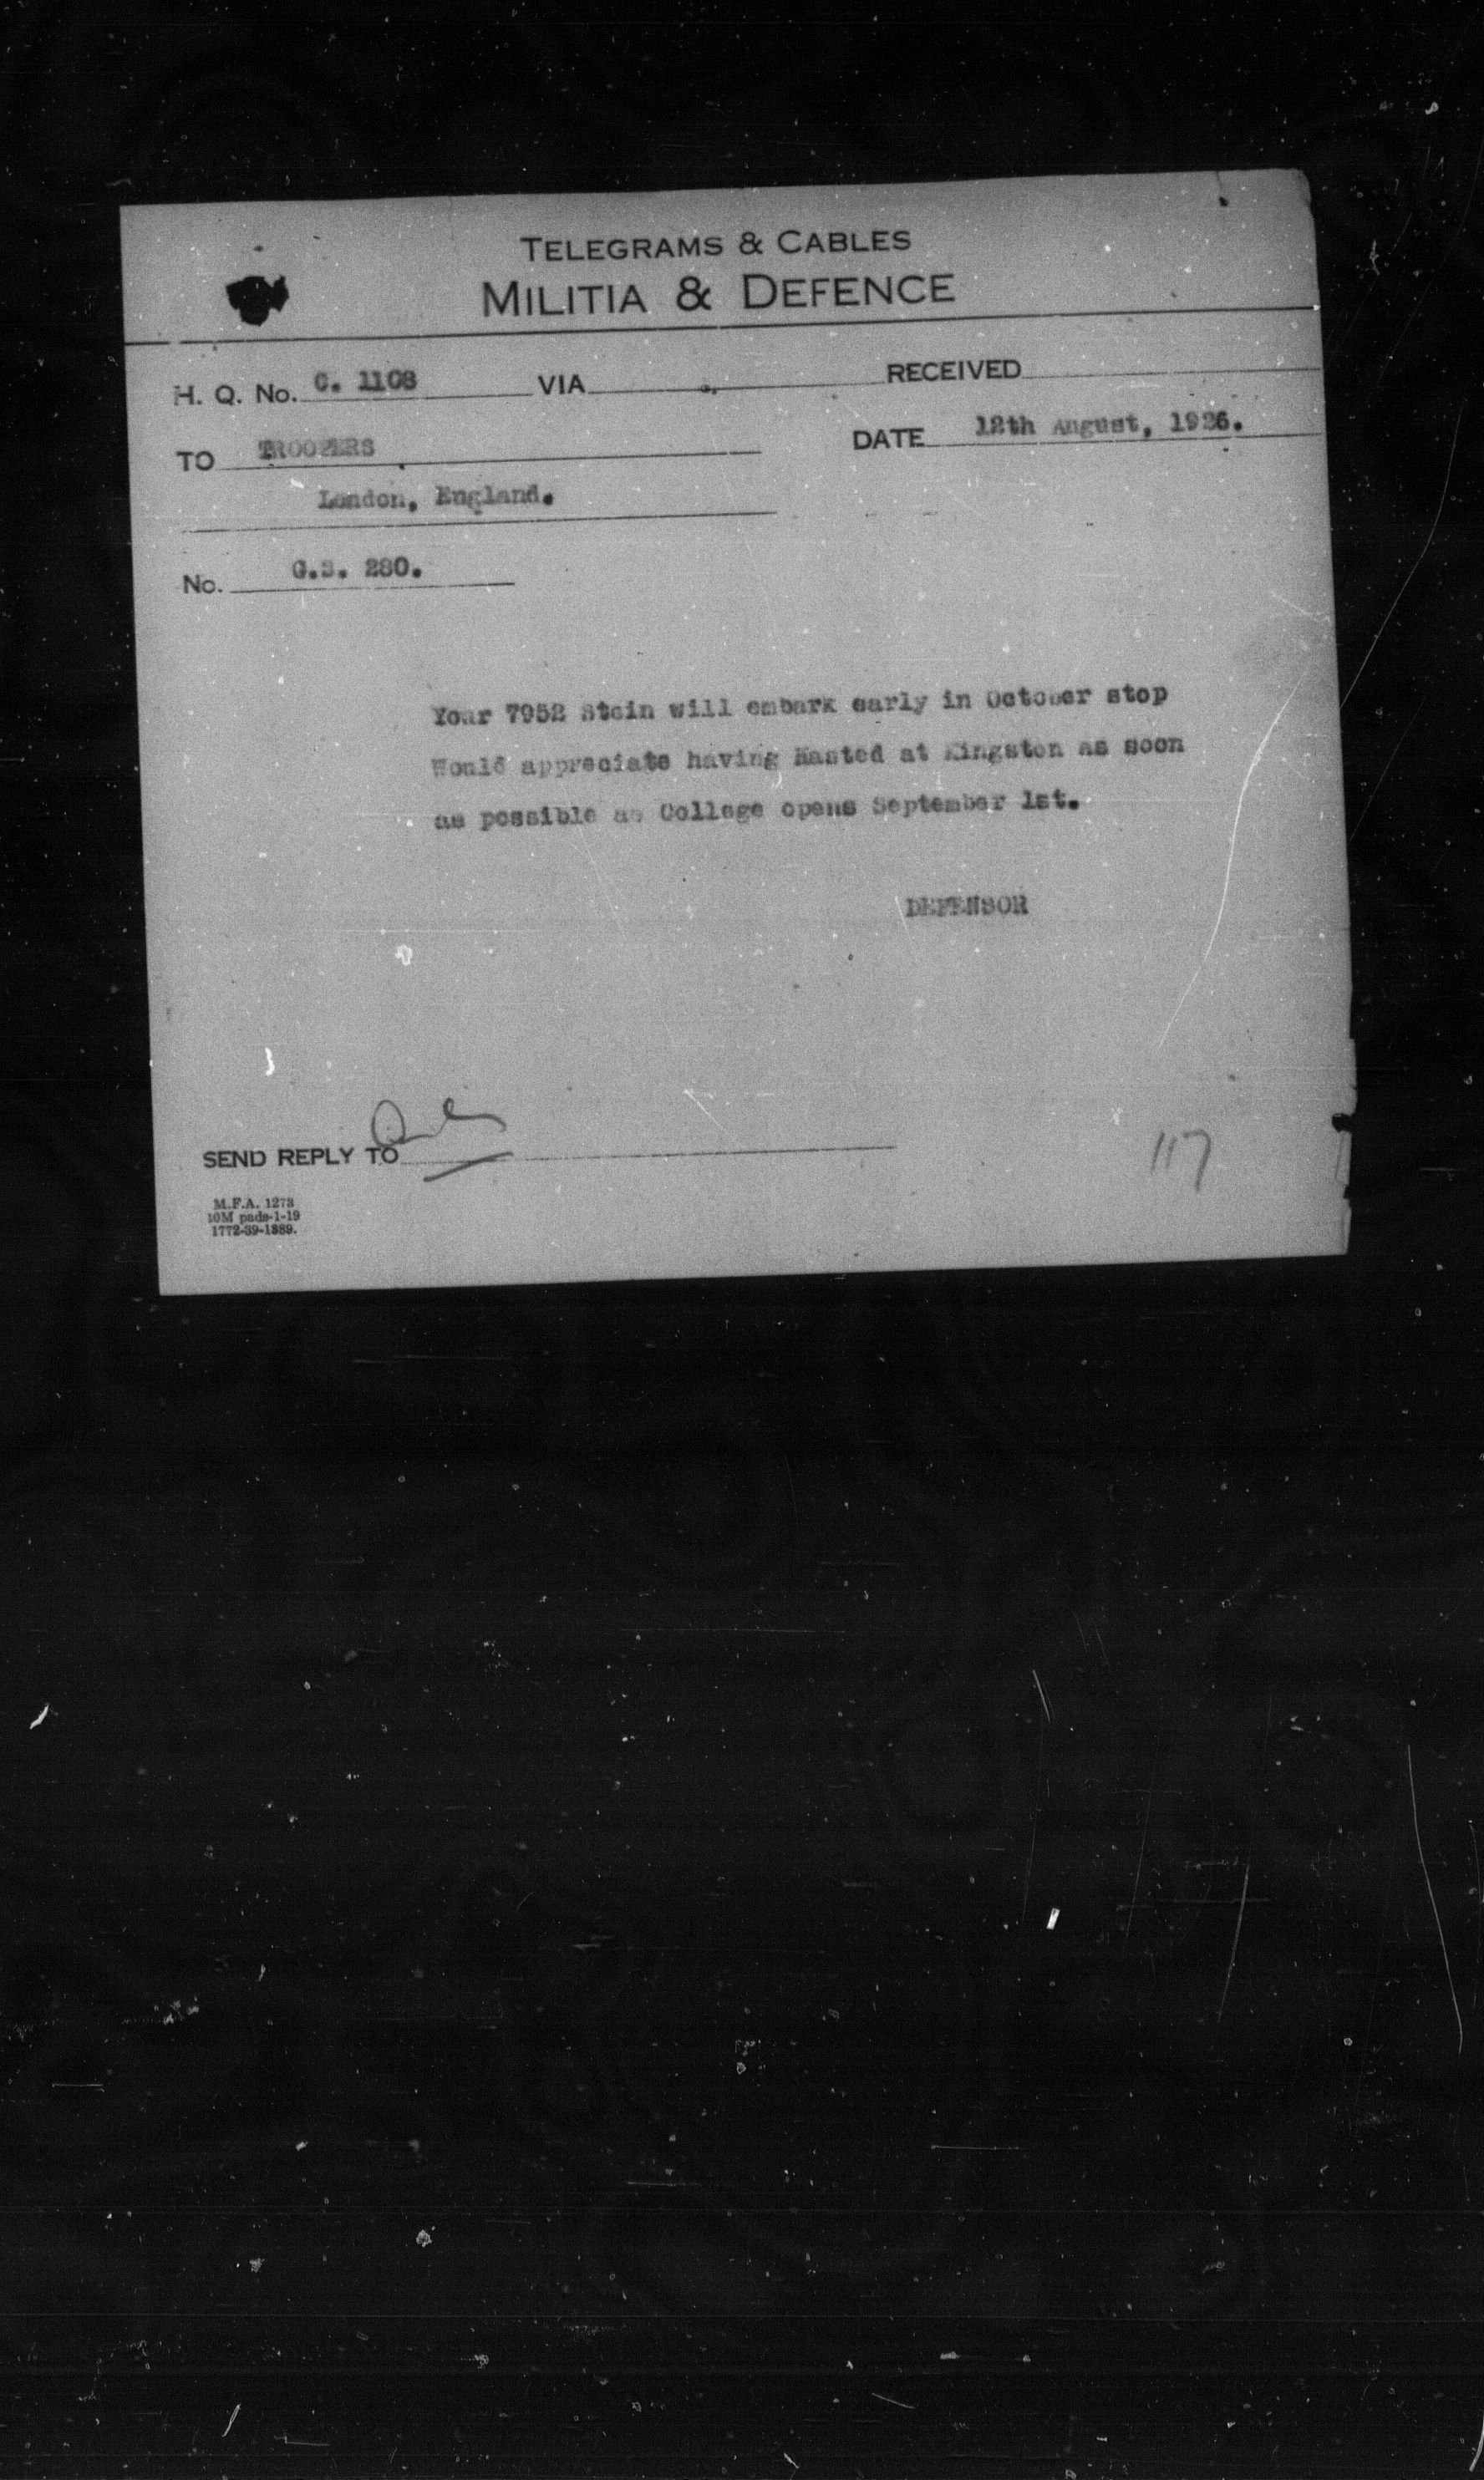 TELEGRAMS & CABLES
MILITIA & DEFENCE
H. Q. No. C. 1108 VIA RECEIVED
TO TROOPERS DATE 12th August, 1926.
London, England.
No. G.S. 280.
Your 7952 Stein will embark early in October stop
Would appreciate having Hasted at Kingston as soon
as possible as College opens September 1st.
DEFENSOR
SEND REPLY TO
117
M.F.A. 1273
10M pads-1-19
1772-39-1889.